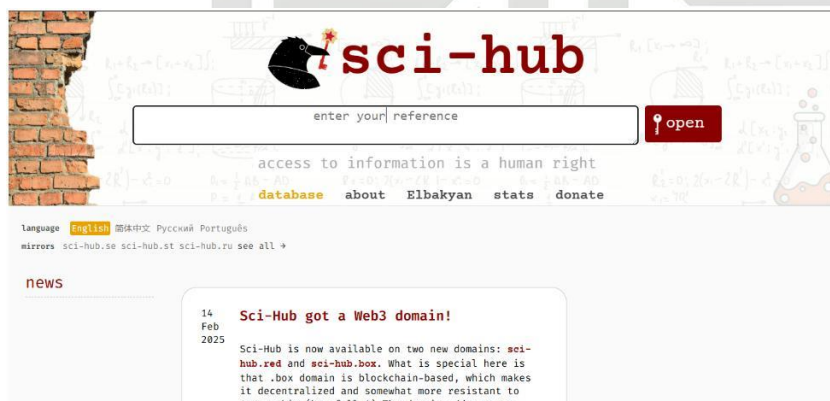 sci-hub
enter your reference
open
access to information is a human right
database about Elbakyan stats donate
language English 简体中文 Русский Português
mirrors sci-hub.se sci-hub.st sci-hub.ru see all →
news
14
Feb
2025
Sci-Hub got a Web3 domain!
Sci-Hub is now available on two new domains: sci-
hub.red and sci-hub.box. What is special here is
that .box domain is blockchain-based, which makes
it decentralized and somewhat more resistant to